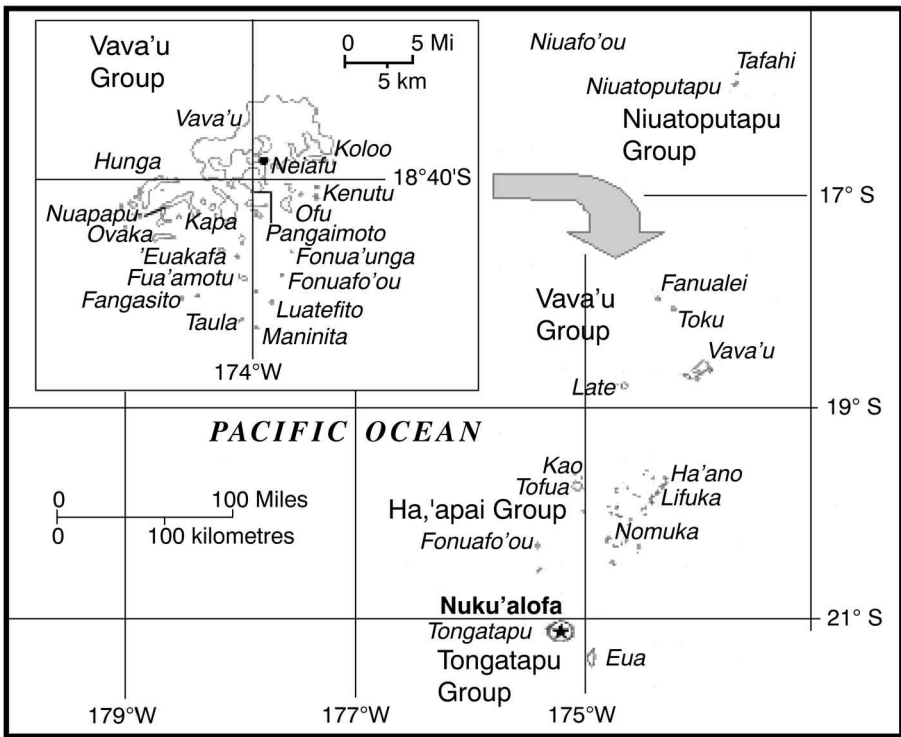 Vava'u
Group
0 5 Mi
5 km
Vava'u
Koloo
Neiafu
Hunga
18°40'S
Kenutu
Nuapapu
Kapa
Ofu
Ovaka
Pangaimoto
'Euakafa
Fonua'unga
Fua'amotu
Fonuafo'ou
Fangasito
Luatefito
Taula
Maninita
174°W
Niuafo'ou
Tafahi
Niuatoputapu
Niuatoputapu
Group
17° S
Fanualei
Vava'u
Group
Toku
Vava'u
Late
19° S
PACIFIC OCEAN
0 100 Miles
0 100 kilometres
Kao
Tofua
Ha'ano
Lifuka
Ha,'apai Group
Nomuka
Fonuafo'ou
Nuku'alofa
21° S
Tongatapu
Tongatapu
Group
Eua
179°W 177°W 175°W